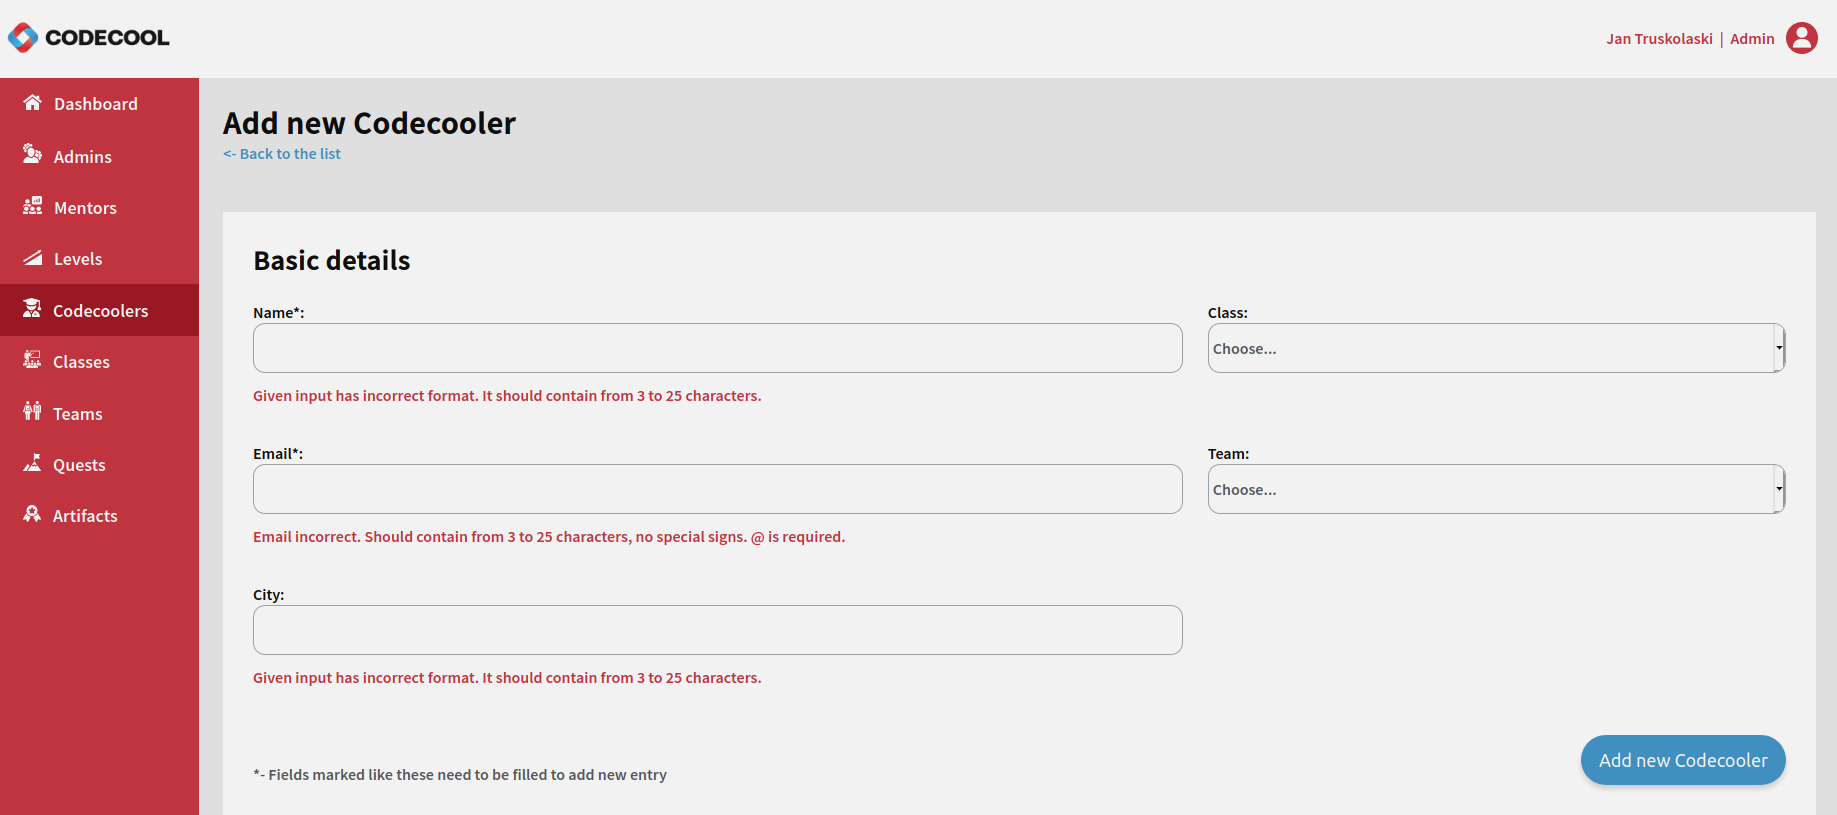 CODECOOL
Jan Truskolaski | Admin
Dashboard
Admins
Mentors
Levels
Codecoolers
Classes
Teams
Quests
Artifacts
Add new Codecooler
<- Back to the list
Basic details
Name*:
Class:
Choose...
Given input has incorrect format. It should contain from 3 to 25 characters.
Email*:
Team:
Choose...
Email incorrect. Should contain from 3 to 25 characters, no special signs. @ is required.
City:
Given input has incorrect format. It should contain from 3 to 25 characters.
*- Fields marked like these need to be filled to add new entry
Add new Codecooler